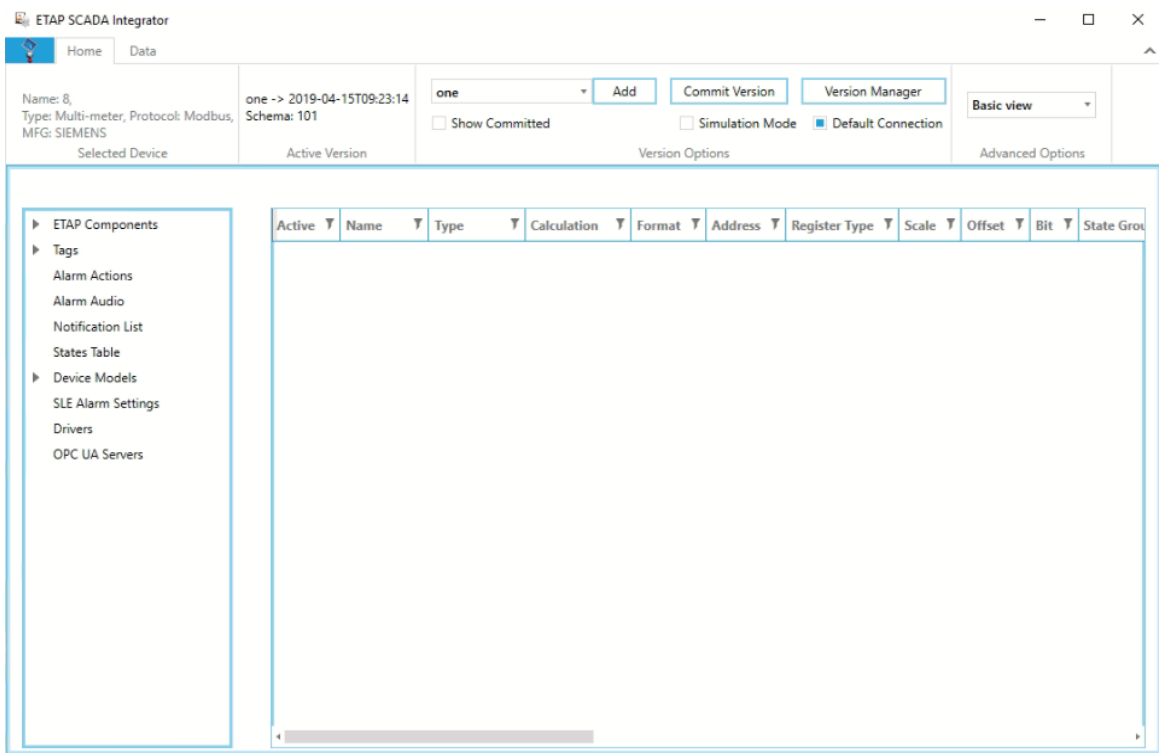 ETAP SCADA Integrator
Home Data
Name: 8,
Type: Multi-meter, Protocol: Modbus,
MFG: SIEMENS
Selected Device
one -> 2019-04-15T09:23:14
Schema: 101
Active Version
one Add Commit Version Version Manager
Show Committed Simulation Mode Default Connection
Version Options
Basic view
Advanced Options
ETAP Components
Tags
Alarm Actions
Alarm Audio
Notification List
States Table
Device Models
SLE Alarm Settings
Drivers
OPC UA Servers
Active Name Type Calculation Format Address Register Type Scale Offset Bit State Grou